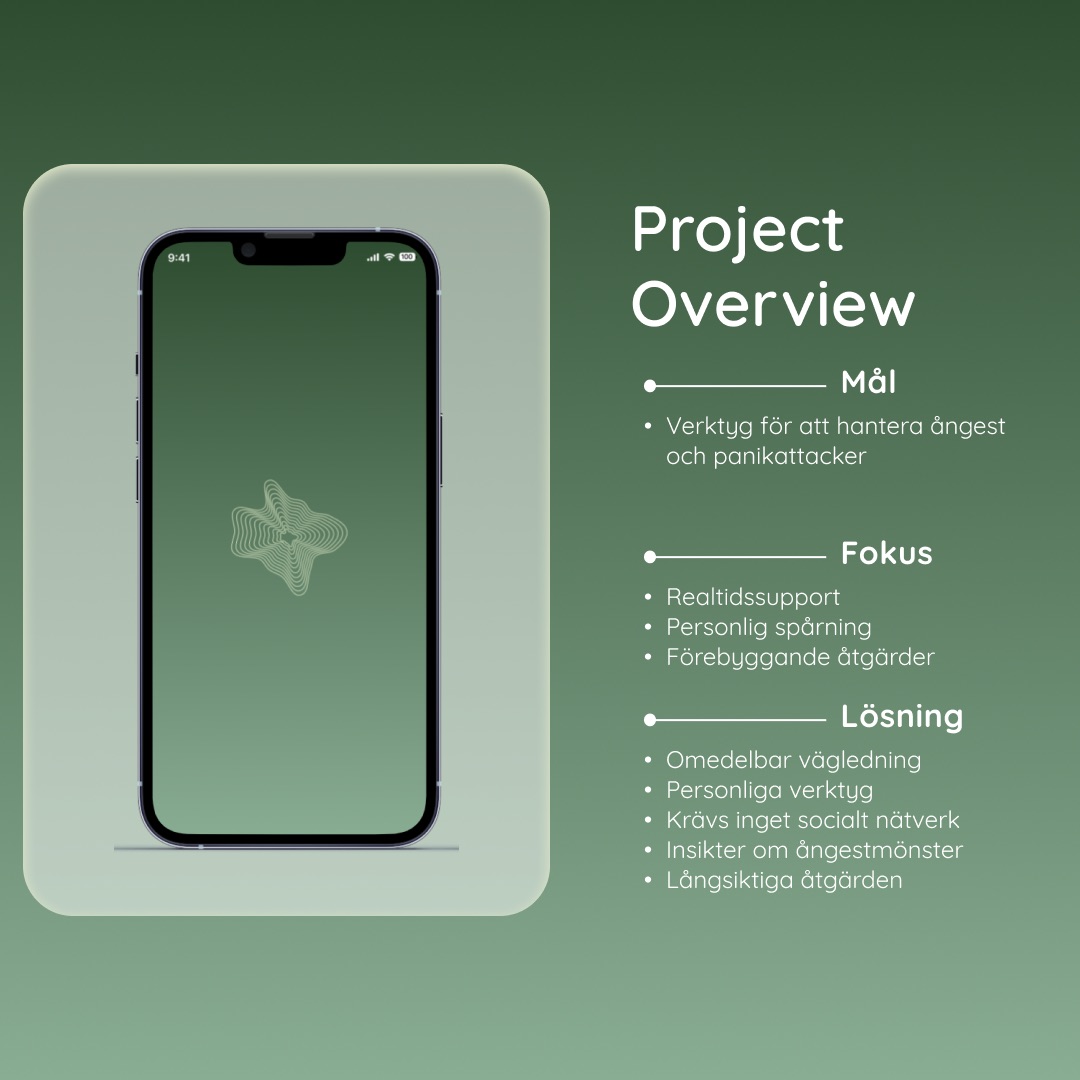 9:41
100
Project
Overview
Mål
• Verktyg för att hantera ångest
och panikattacker
Fokus
• Realtidssupport
• Personlig spårning
• Förebyggande åtgärder
Lösning
• Omedelbar vägledning
• Personliga verktyg
• Krävs inget socialt nätverk
• Insikter om ångestmönster
• Långsiktiga åtgärden